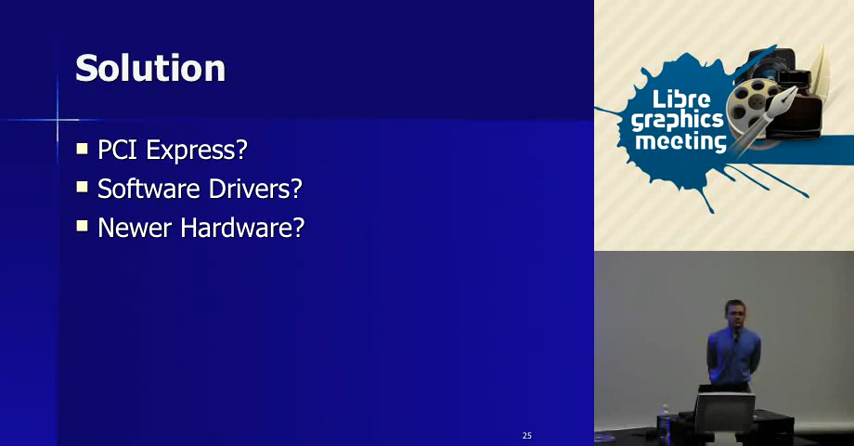 Solution
PCI Express?
Software Drivers?
Newer Hardware?
25
Libre
graphics
meeting